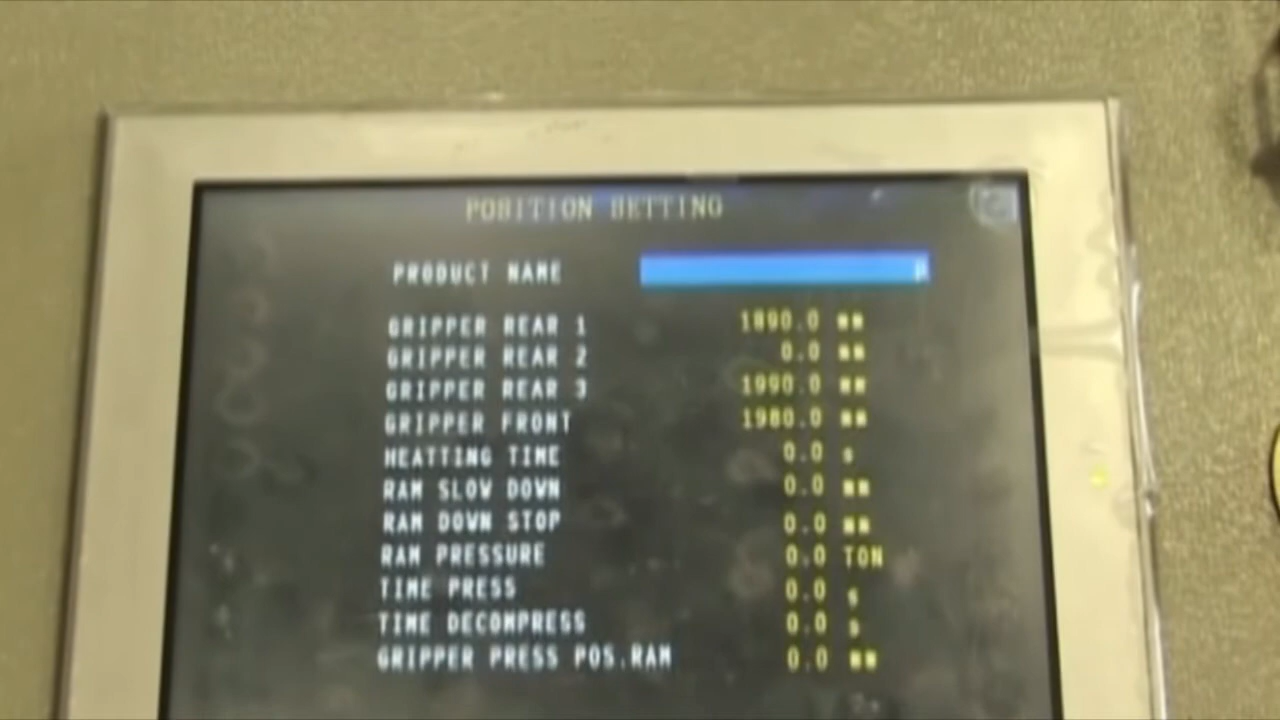 POSITION SETTING
PRODUCT NAME
GRIPPER REAR 1 1890.0 mm
GRIPPER REAR 2 0.0 mm
GRIPPER REAR 3 1990.0 mm
GRIPPER FRONT 1980.0 mm
HEATTING TIME 0.0 s
RAM SLOW DOWN 0.0 mm
RAM DOWN STOP 0.0 mm
RAM PRESSURE 0.0 TON
TIME PRESS 0.0 s
TIME DECOMPRESS 0.0 s
GRIPPER PRESS POS.RAM 0.0 mm